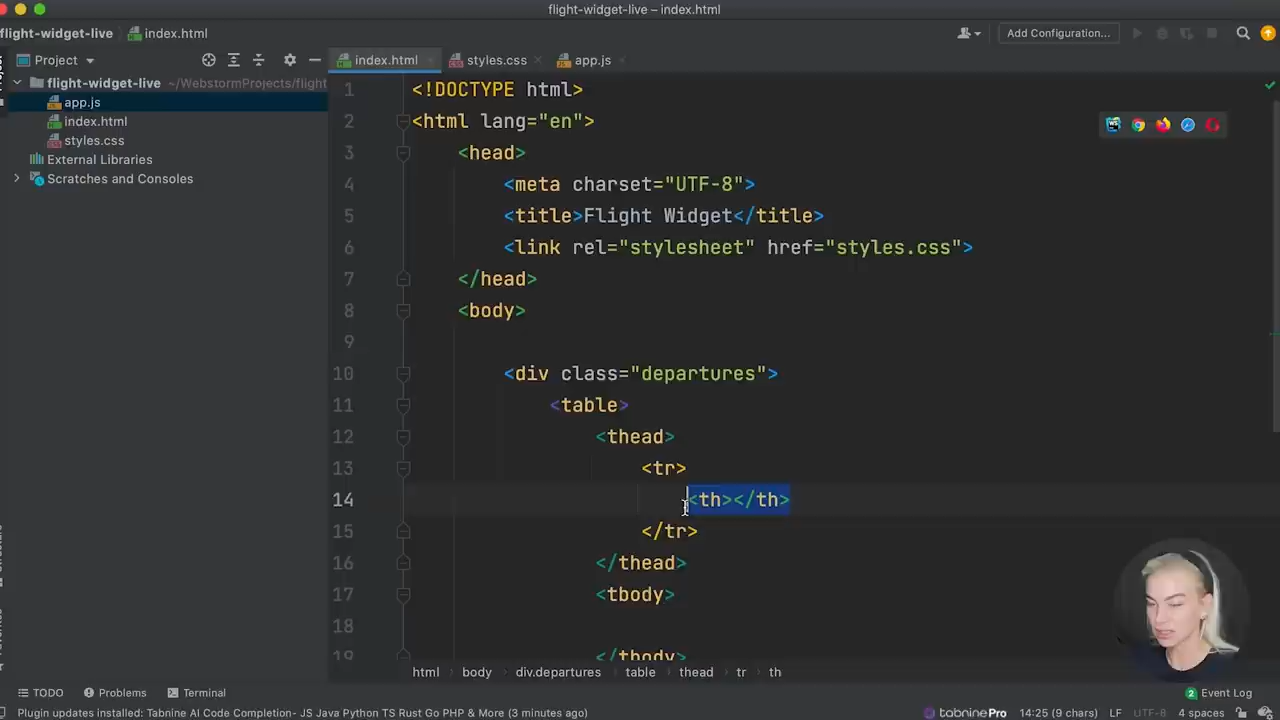 flight-widget-live – index.html
flight-widget-live
index.html
Add Configuration...
Project
index.html
styles.css
app.js
flight-widget-live ~/WebstormProjects/flight
app.js
index.html
styles.css
External Libraries
Scratches and Consoles
1 <!DOCTYPE html>
2 <html lang="en">
3 <head>
4 <meta charset="UTF-8">
5 <title>Flight Widget</title>
6 <link rel="stylesheet" href="styles.css">
7 </head>
8 <body>
9
10 <div class="departures">
11 <table>
12 <thead>
13 <tr>
14 <th></th>
15 </tr>
16 </thead>
17 <tbody>
18
19 </tbody>
html body div.departures table thead tr th
TODO Problems Terminal
2 Event Log
Plugin updates installed: Tabnine AI Code Completion- JS Java Python TS Rust Go PHP & More (3 minutes ago)
tabninePro 14:25 (9 chars) LF UTF-8 4 spaces